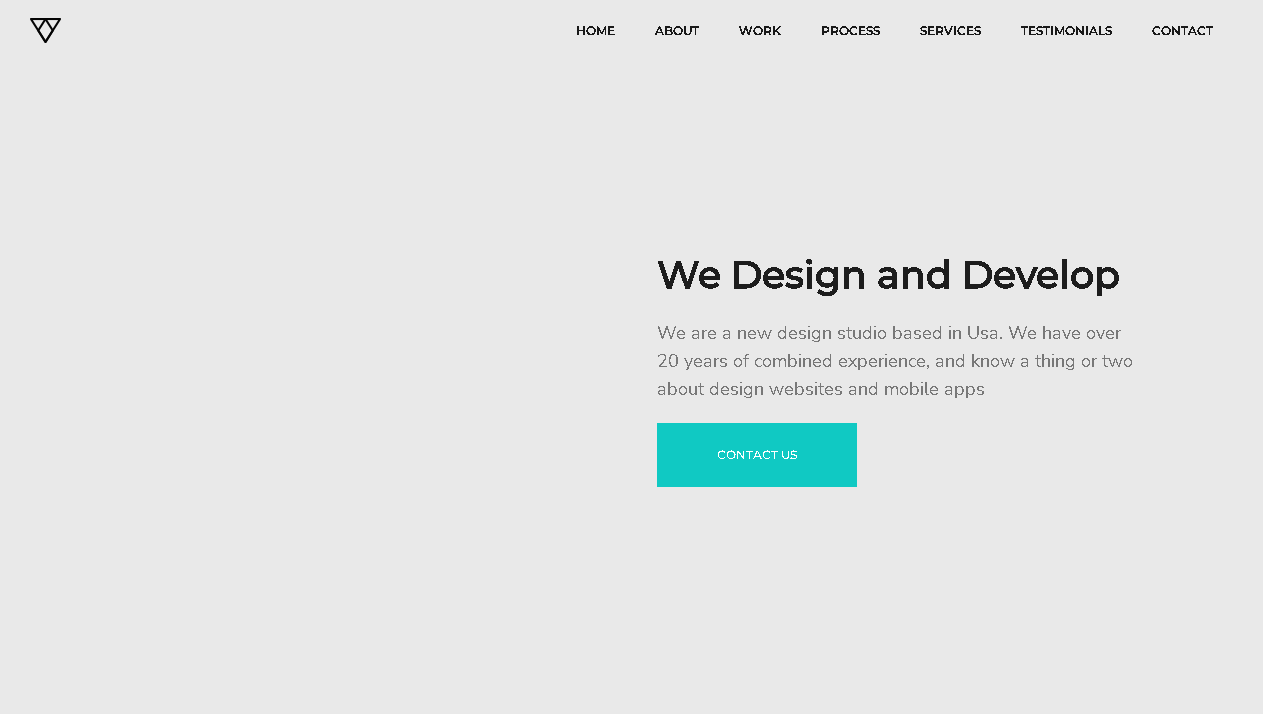 HOME ABOUT WORK PROCESS SERVICES TESTIMONIALS CONTACT
We Design and Develop
We are a new design studio based in Usa. We have over
20 years of combined experience, and know a thing or two
about design websites and mobile apps
CONTACT US